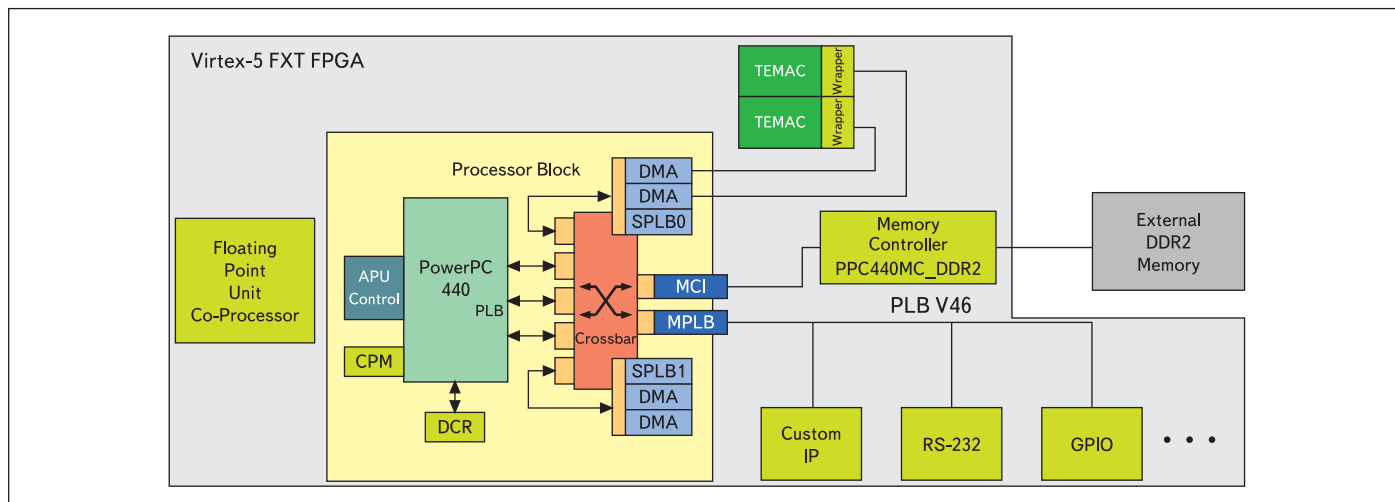 Virtex-5 FXT FPGA
TEMAC
Wrapper
TEMAC
Wrapper
Processor Block
DMA
DMA
SPLB0
Floating
Point
Unit
Co-Processor
APU
Control
PowerPC
440
PLB
CPM
DCR
Crossbar
MCI
MPLB
SPLB1
DMA
DMA
Memory
Controller
PPC440MC_DDR2
External
DDR2
Memory
PLB V46
Custom
IP
RS-232
GPIO
• • •